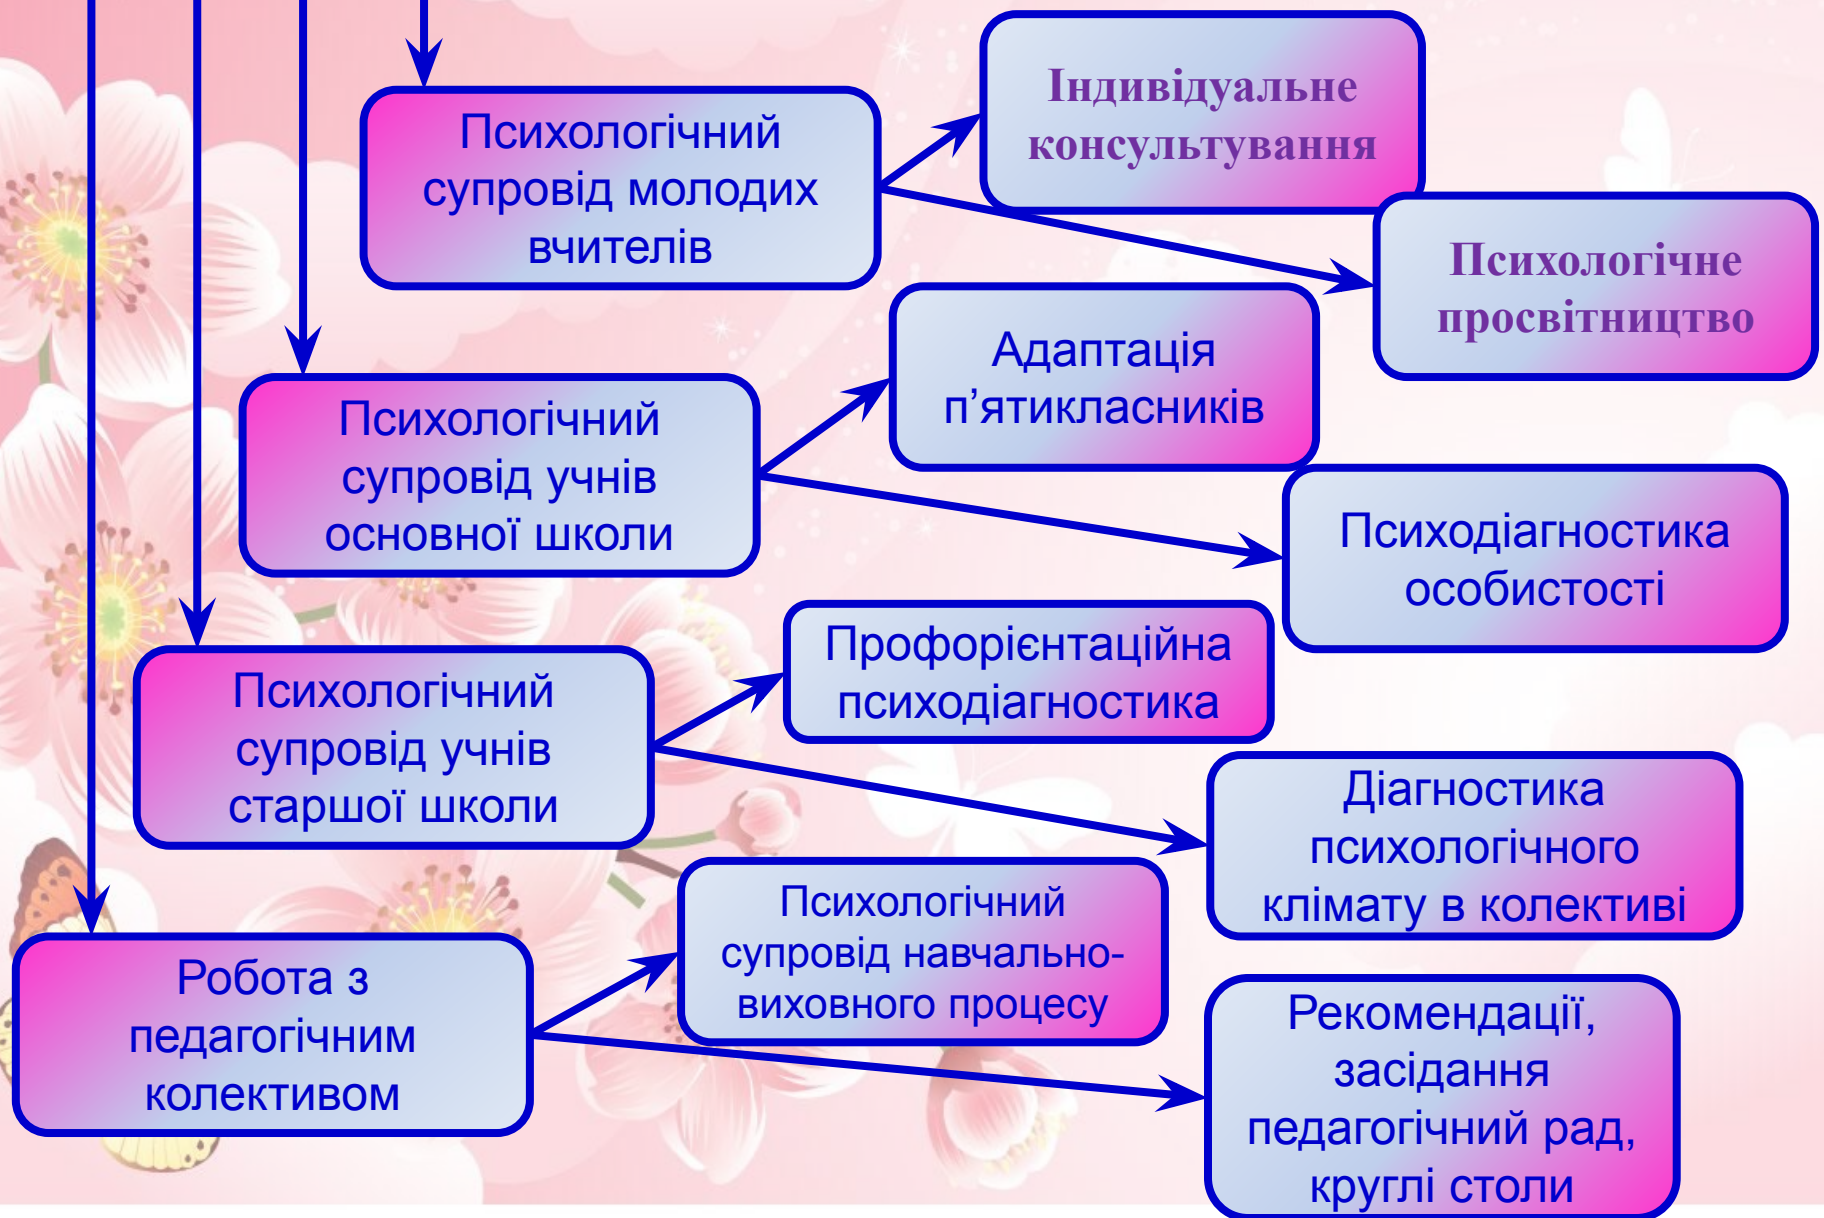 Психологічний
супровід молодих
вчителів
Індивідуальне
консультування
Психологічне
просвітництво
Психологічний
супровід учнів
основної школи
Адаптація
п’ятикласників
Психодіагностика
особистості
Психологічний
супровід учнів
старшої школи
Профорієнтаційна
психодіагностика
Діагностика
психологічного
клімату в колективі
Робота з
педагогічним
колективом
Психологічний
супровід навчально-
виховного процесу
Рекомендації,
засідання
педагогічний рад,
круглі столи